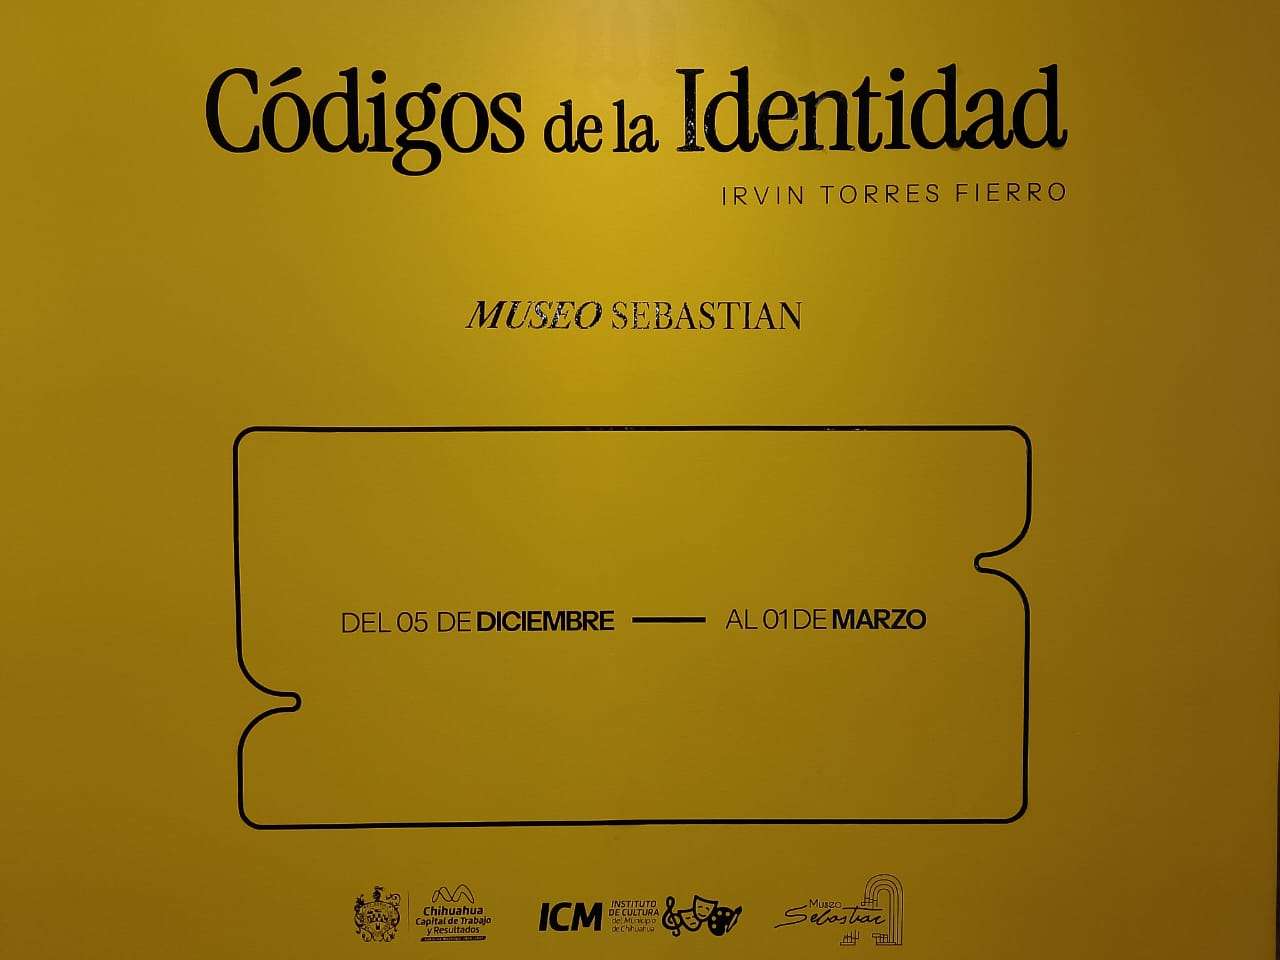 Códigos de la Identidad
IRVIN TORRES FIERRO
MUSEO SEBASTIAN
DEL 05 DE DICIEMBRE — AL 01 DE MARZO
Chihuahua
Capital de Trabajo
y Resultados
ICM
INSTITUTO
DE CULTURA
del Municipio
de Chihuahua
Museo
Sebastian